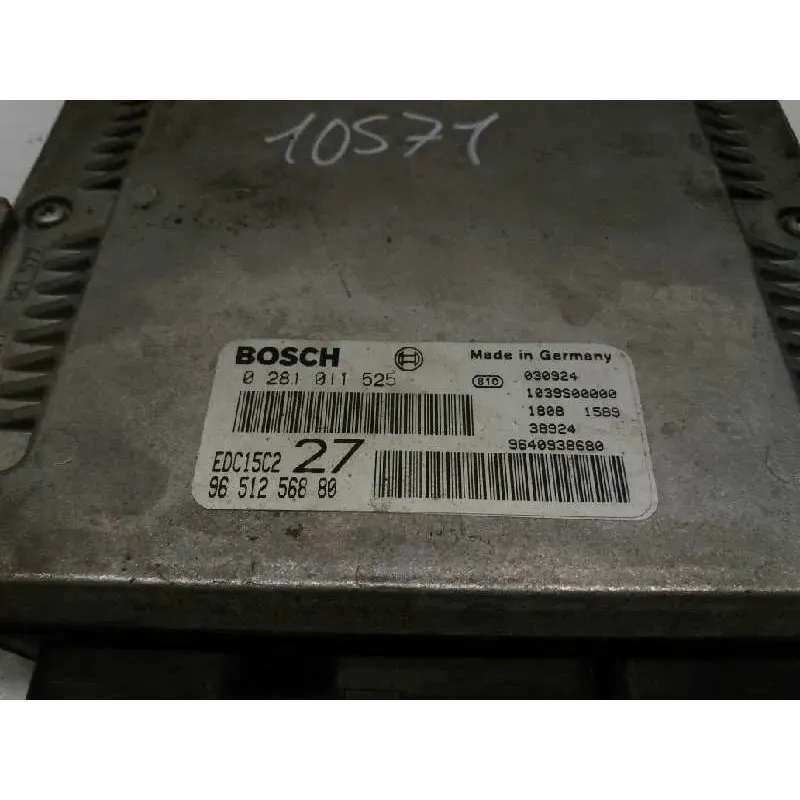 10571
BOSCH
Made in Germany
0 281 011 525
B10
030924
1039S00000
1808 1589
38924
9640938680
EDC15C2
27
96 512 568 80